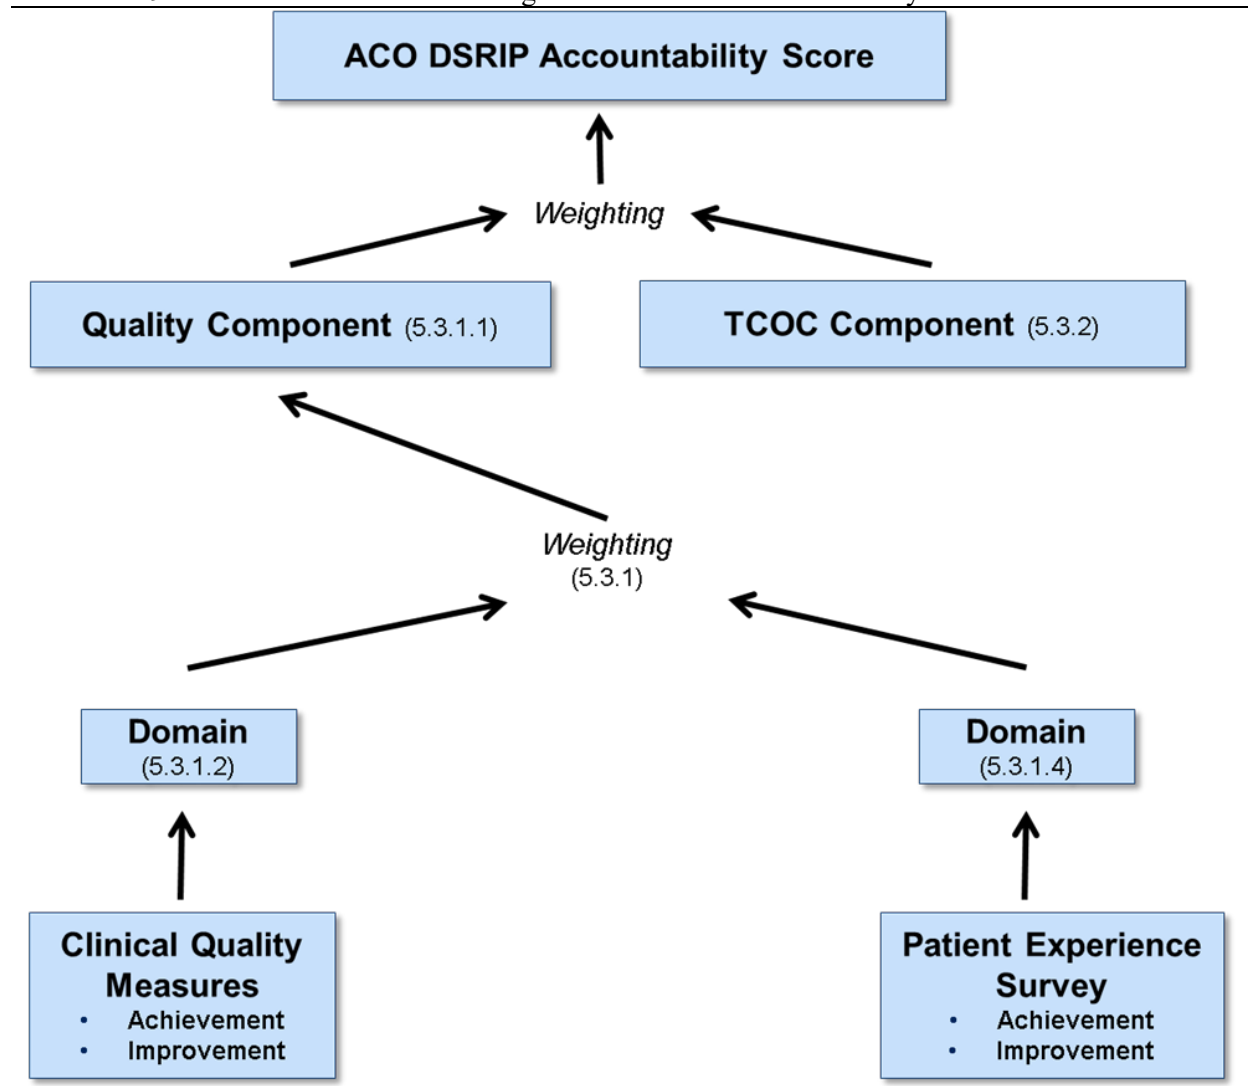 ACO DSRIP Accountability Score
Weighting
Quality Component (5.3.1.1)
TCOC Component (5.3.2)
Weighting
(5.3.1)
Domain
(5.3.1.2)
Domain
(5.3.1.4)
Clinical Quality
Measures
• Achievement
• Improvement
Patient Experience
Survey
• Achievement
• Improvement